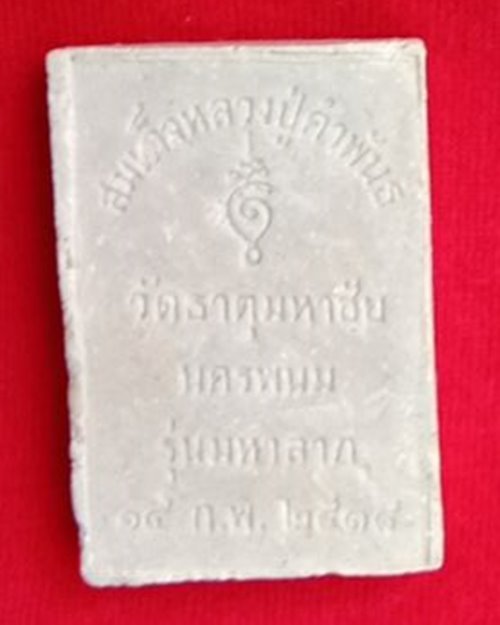 สมเด็จหลวงปู่คำพันธ์
วัดธาตุมหาชัย
นครพนม
รุ่นมหาลาภ
๑๔ ก.พ. ๒๕๑๘